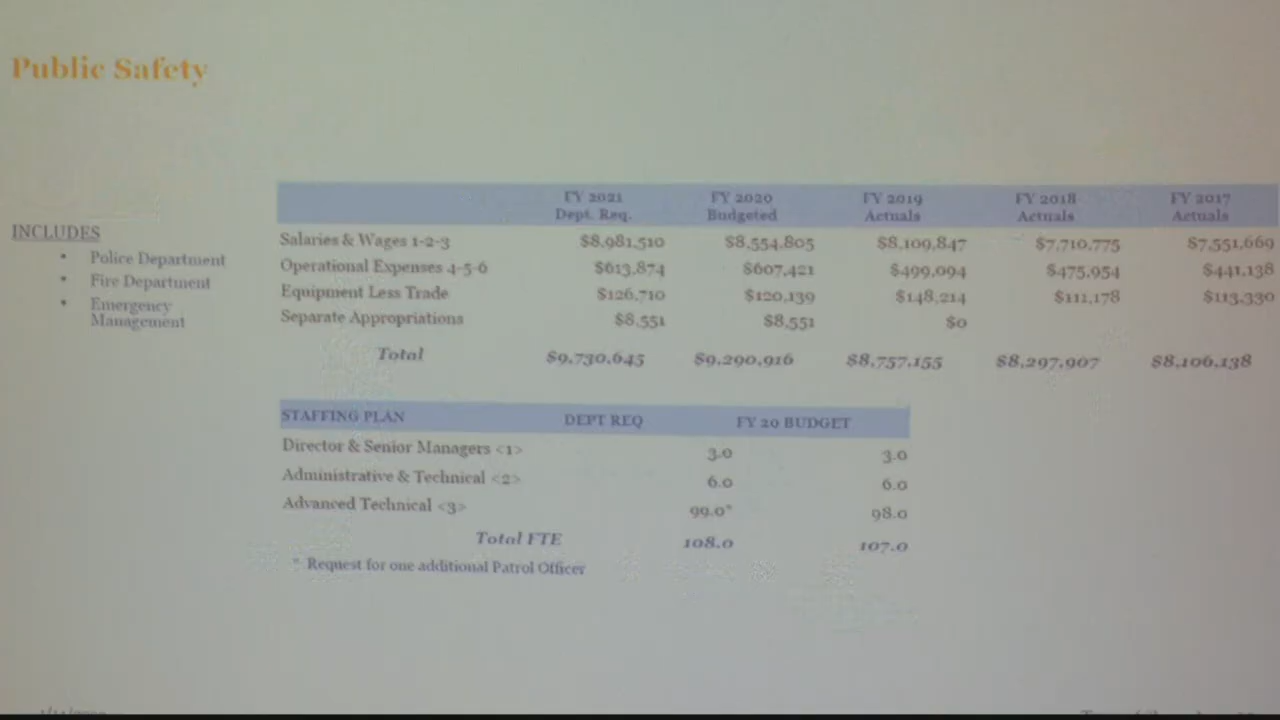 Public Safety
INCLUDES
• Police Department
• Fire Department
• Emergency
Management
FY 2021 FY 2020 FY 2019 FY 2018 FY 2017
Dept. Req. Budgeted Actuals Actuals Actuals
Salaries & Wages 1-2-3 $8,981,510 $8,554,805 $8,109,847 $7,710,775 $7,551,669
Operational Expenses 4-5-6 $613,874 $607,421 $499,094 $475,954 $441,138
Equipment Less Trade $126,710 $120,139 $148,214 $111,178 $113,330
Separate Appropriations $8,551 $8,551 $0
Total $9,730,645 $9,290,916 $8,757,155 $8,297,907 $8,106,138
STAFFING PLAN DEPT REQ FY 20 BUDGET
Director & Senior Managers <1> 3.0 3.0
Administrative & Technical <2> 6.0 6.0
Advanced Technical <3> 99.0* 98.0
Total FTE 108.0 107.0
* Request for one additional Patrol Officer